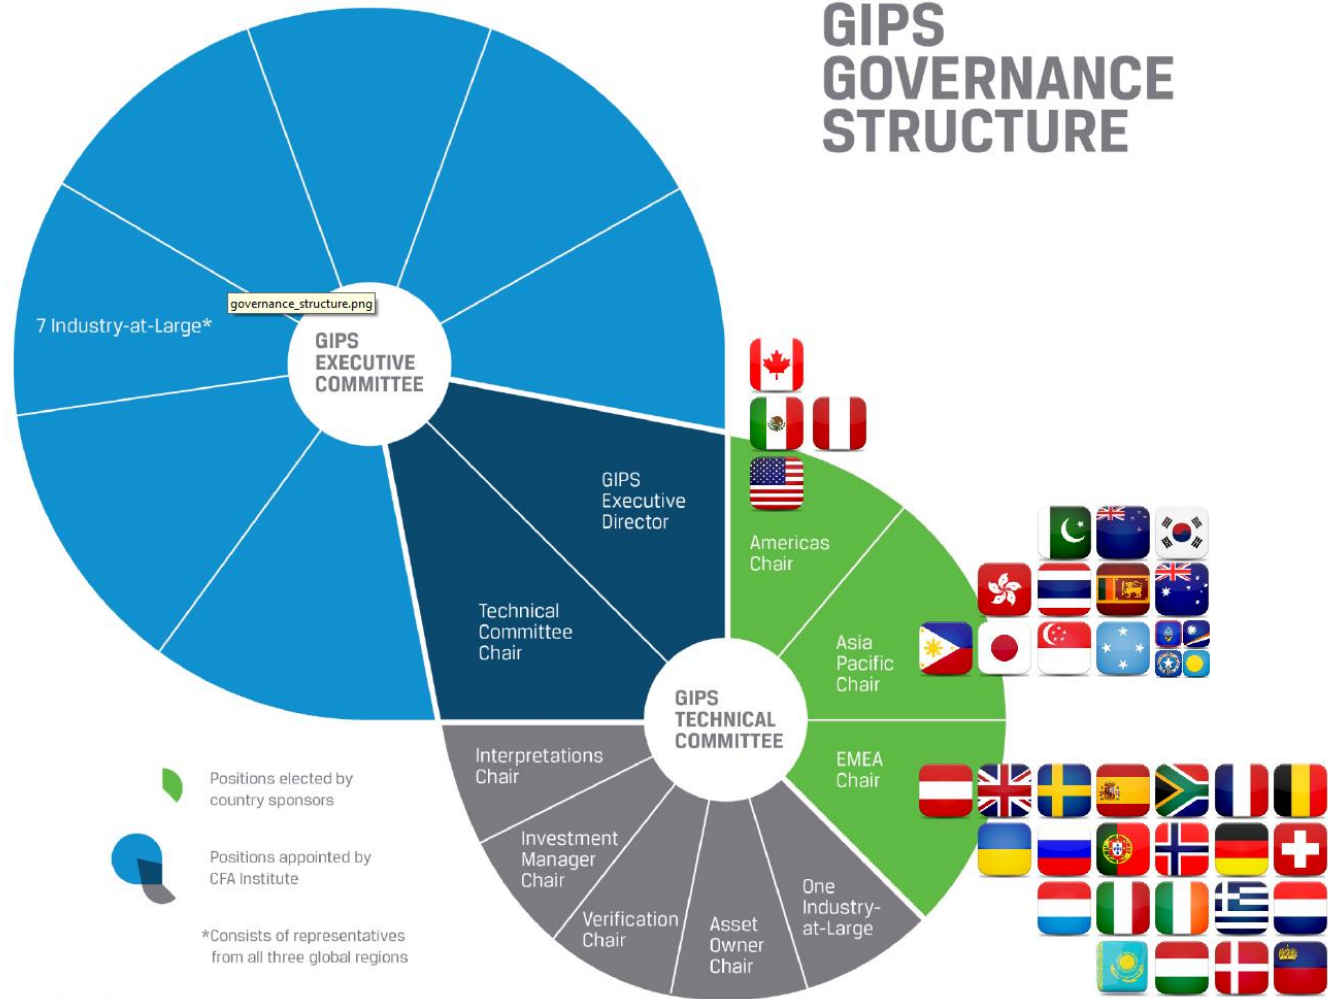 GIPS
GOVERNANCE
STRUCTURE
governance_structure.png
7 Industry-at-Large*
GIPS
EXECUTIVE
COMMITTEE
GIPS
Executive
Director
Technical
Committee
Chair
Americas
Chair
Asia
Pacific
Chair
GIPS
TECHNICAL
COMMITTEE
EMEA
Chair
Interpretations
Chair
Investment
Manager
Chair
Verification
Chair
Asset
Owner
Chair
One
Industry-
at-Large
Positions elected by
country sponsors
Positions appointed by
CFA Institute
*Consists of representatives
from all three global regions